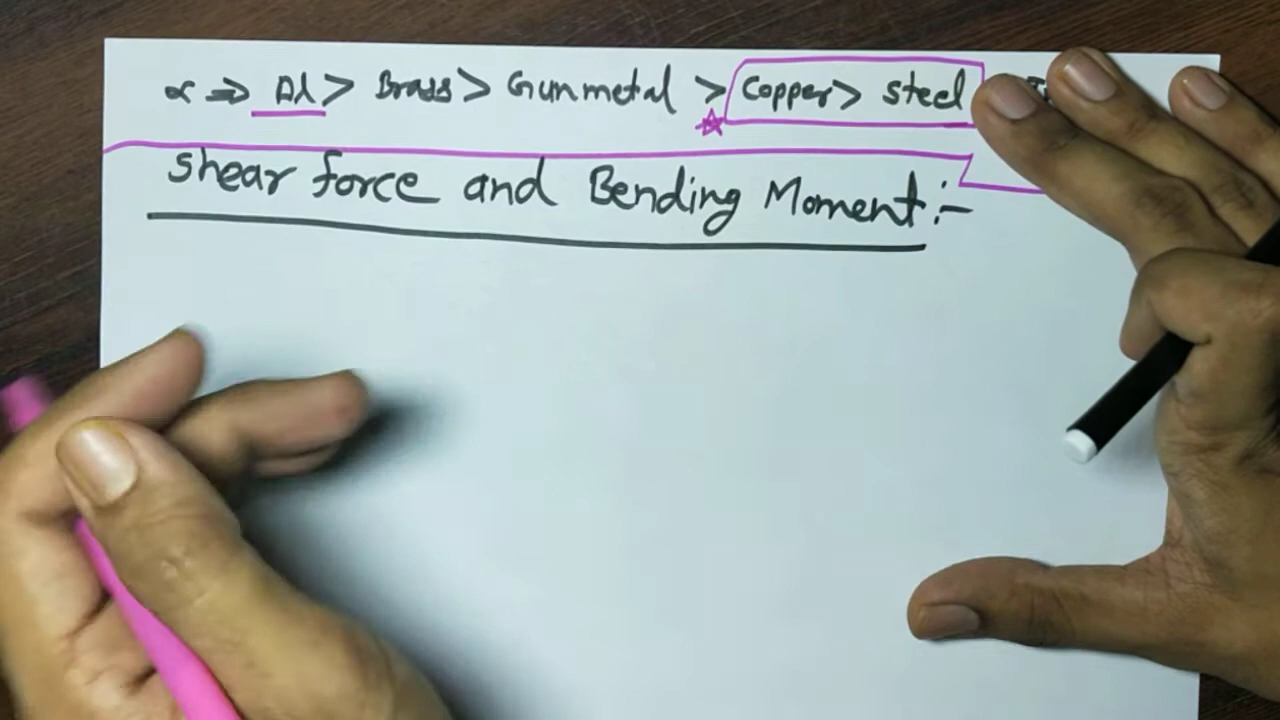 α ⇒ Al > Brass > Gunmetal > Copper > steel
shear force and Bending Moment :-